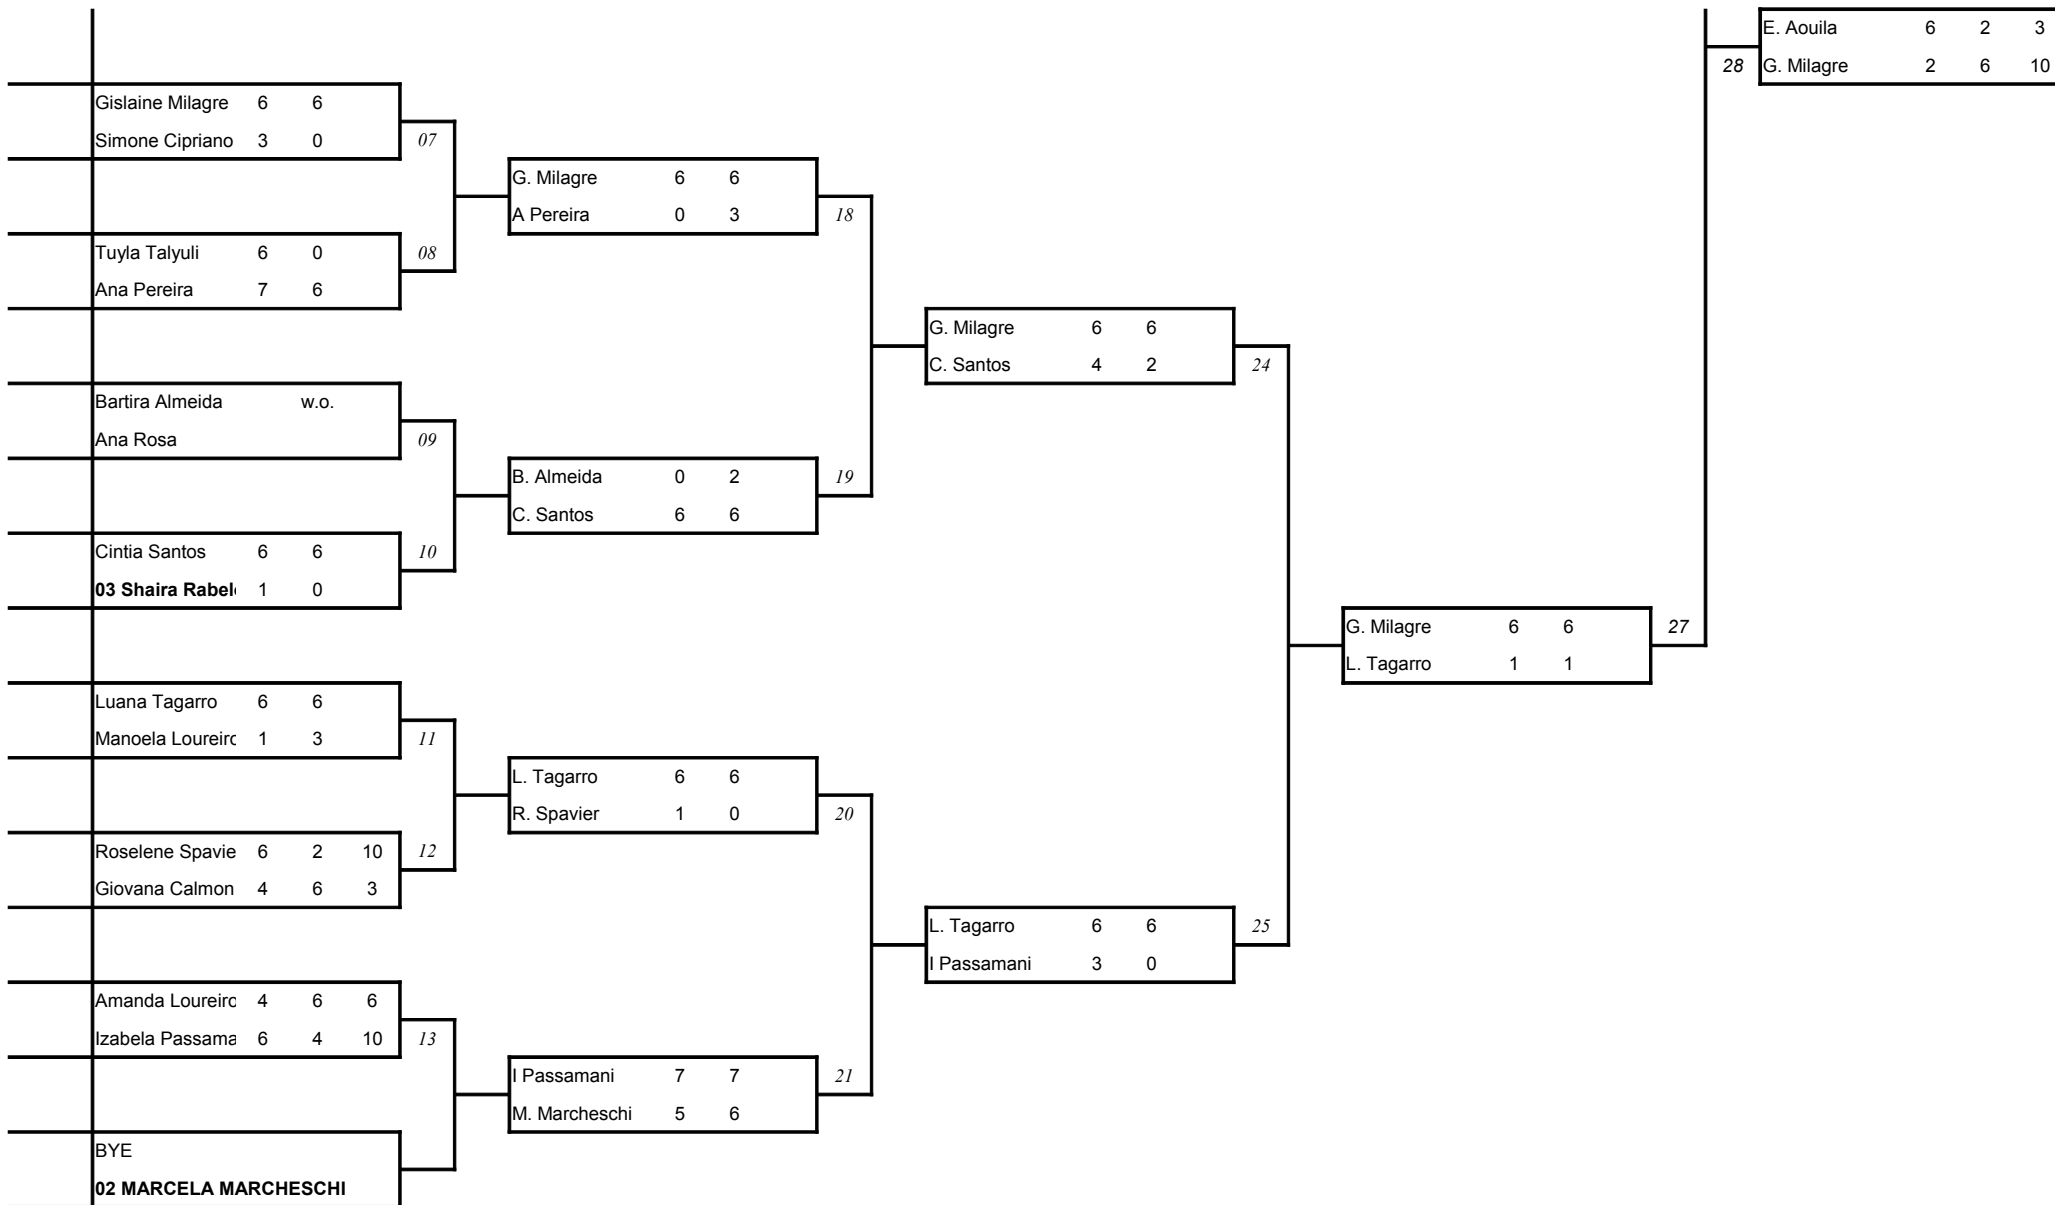 E. Aouila 6 2 3
28 G. Milagre 2 6 10
Gislaine Milagre 6 6
Simone Cipriano 3 0 07
G. Milagre 6 6
A Pereira 0 3 18
Tuyla Talyuli 6 0 08
Ana Pereira 7 6
G. Milagre 6 6
C. Santos 4 2 24
Bartira Almeida w.o.
Ana Rosa 09
B. Almeida 0 2 19
C. Santos 6 6
Cintia Santos 6 6 10
03 Shaira Rabel 1 0
G. Milagre 6 6 27
L. Tagarro 1 1
Luana Tagarro 6 6
Manoela Loureiro 1 3 11
L. Tagarro 6 6
R. Spavier 1 0 20
Roselene Spavie 6 2 10 12
Giovana Calmon 4 6 3
L. Tagarro 6 6 25
I Passamani 3 0
Amanda Loureiro 4 6 6
Izabela Passama 6 4 10 13
I Passamani 7 7 21
M. Marcheschi 5 6
BYE
02 MARCELA MARCHESCHI